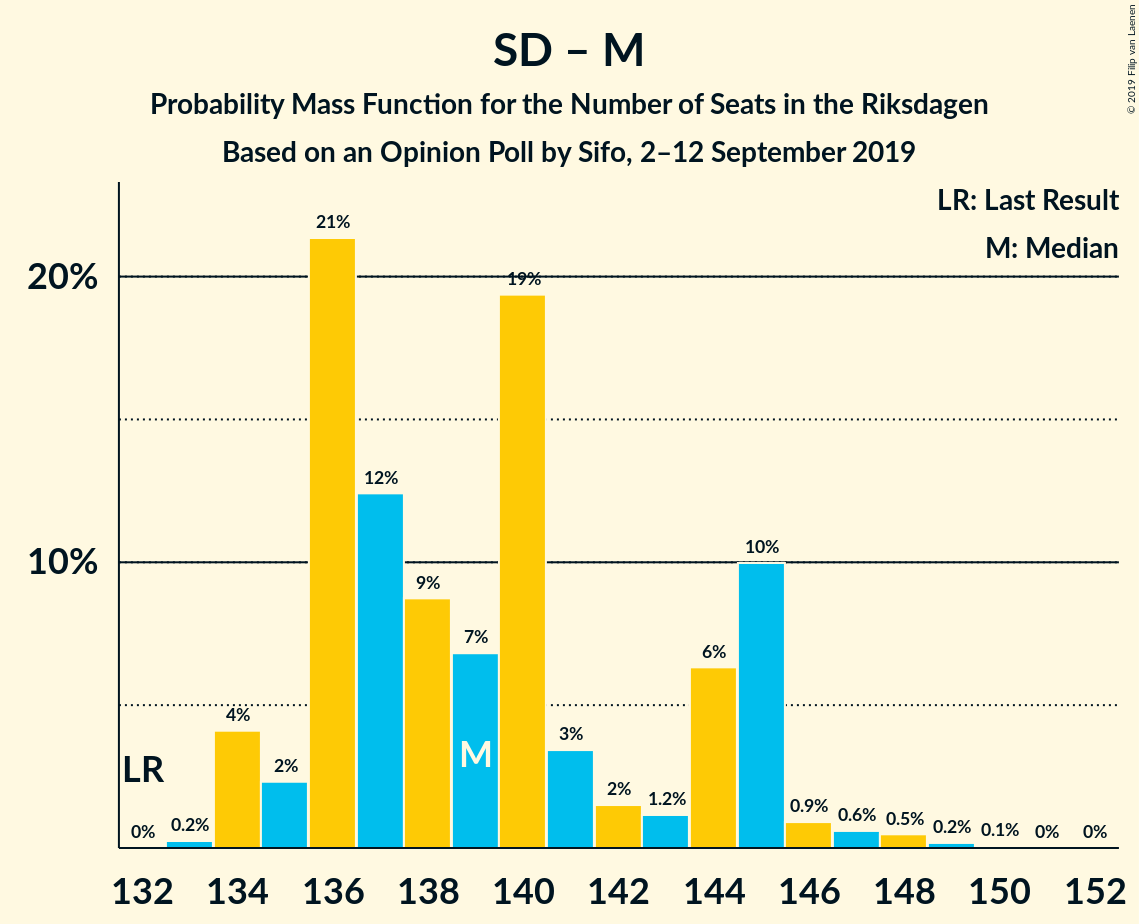 SD – M
Probability Mass Function for the Number of Seats in the Riksdagen
Based on an Opinion Poll by Sifo, 2–12 September 2019
© 2019 Filip van Laenen
LR: Last Result
M: Median
20%
10%
LR
M
0%
0.2%
4%
2%
21%
12%
9%
7%
19%
3%
2%
1.2%
6%
10%
0.9%
0.6%
0.5%
0.2%
0.1%
0%
0%
132 134 136 138 140 142 144 146 148 150 152